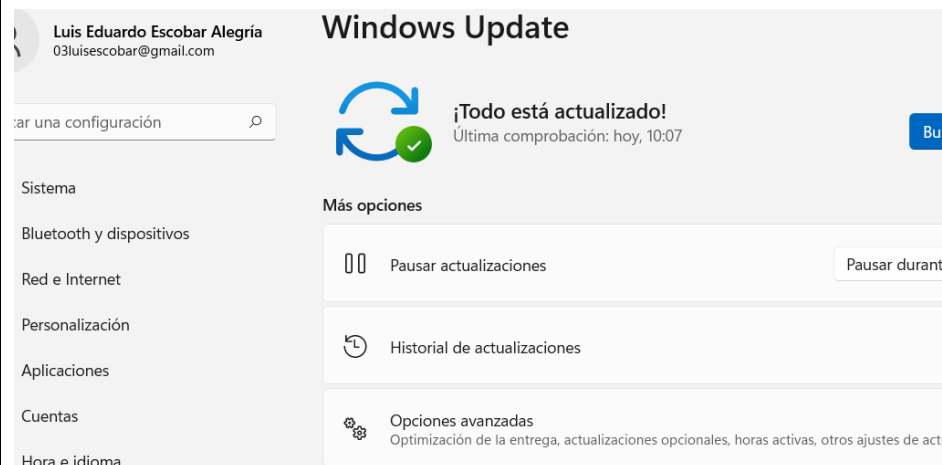 Luis Eduardo Escobar Alegría
03luisescobar@gmail.com
ar una configuración
Sistema
Bluetooth y dispositivos
Red e Internet
Personalización
Aplicaciones
Cuentas
Hora e idioma
Windows Update
¡Todo está actualizado!
Última comprobación: hoy, 10:07
Bu
Más opciones
Pausar actualizaciones
Pausar durant
Historial de actualizaciones
Opciones avanzadas
Optimización de la entrega, actualizaciones opcionales, horas activas, otros ajustes de act